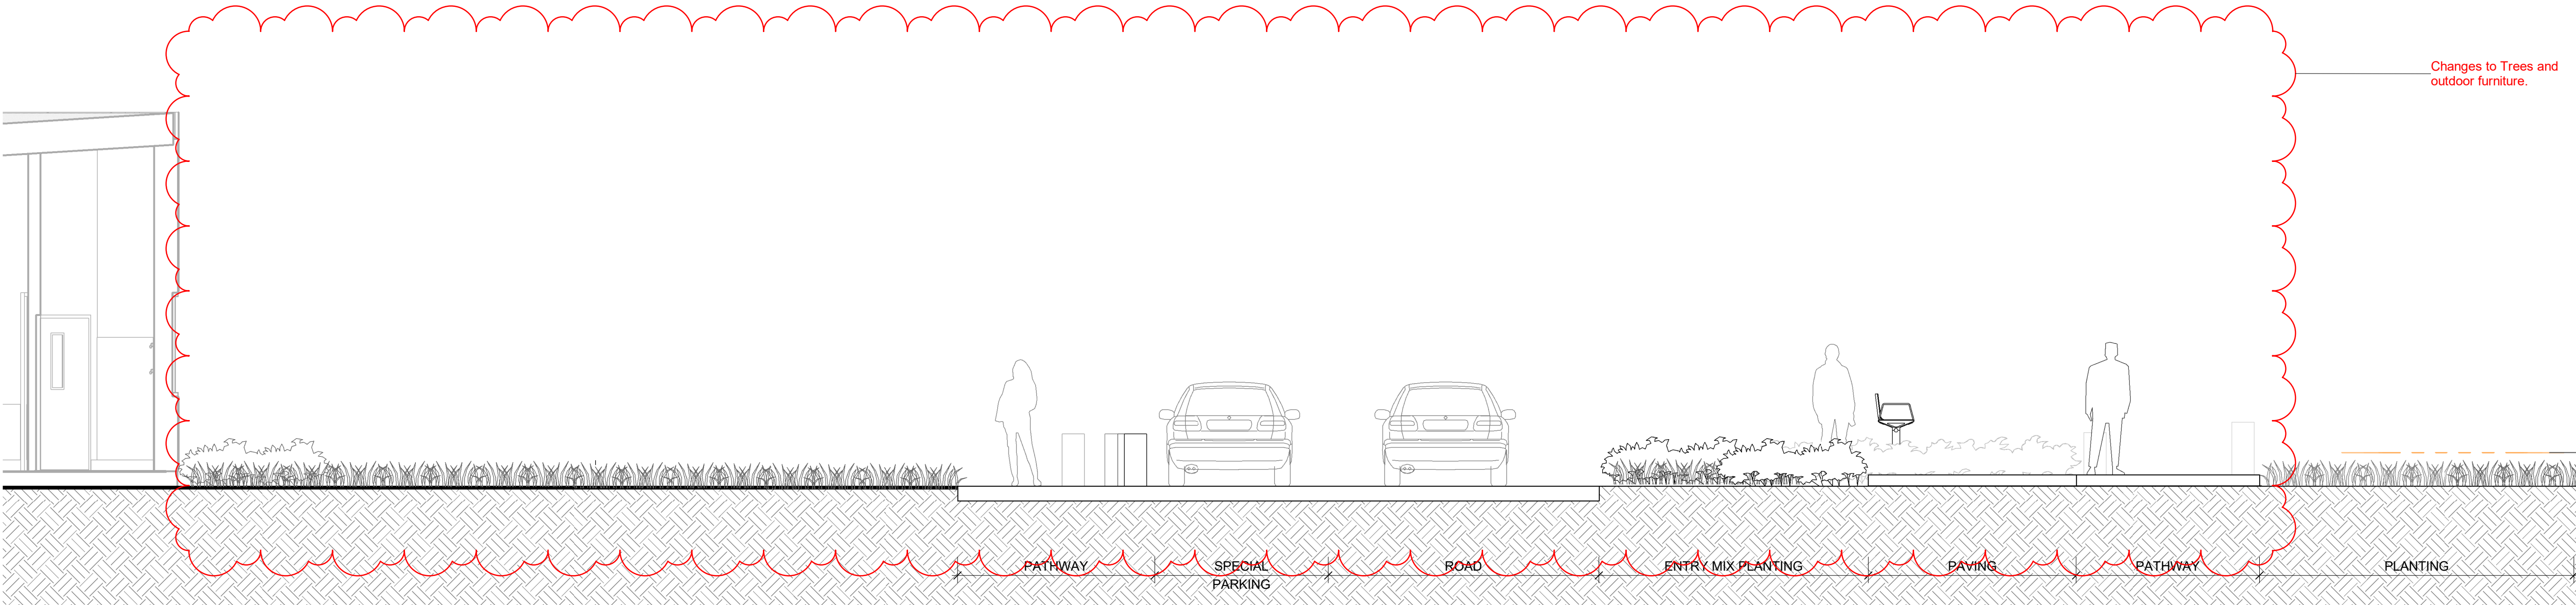 Changes to Trees and
outdoor furniture.
PATHWAY
SPECIAL
PARKING
ROAD
ENTRY MIX PLANTING
PAVING
PATHWAY
PLANTING